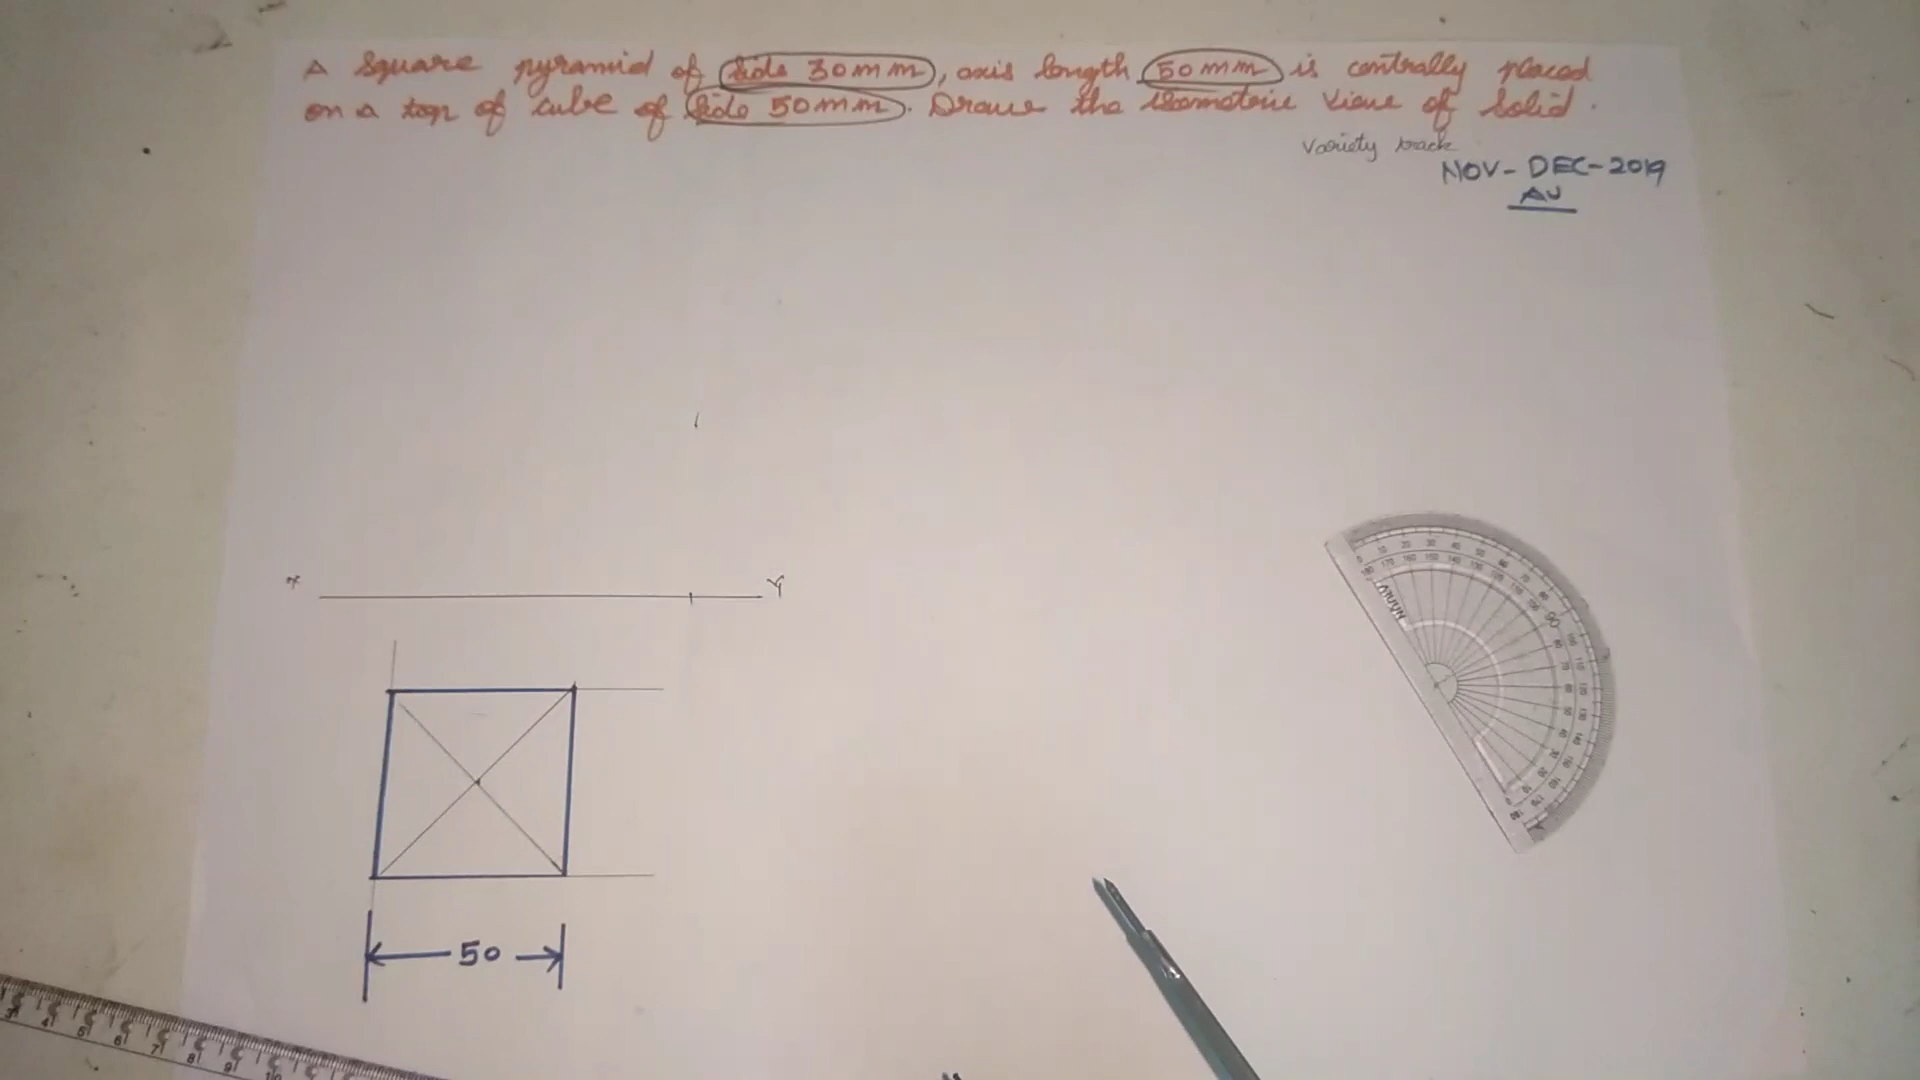 A square pyramid of side 30mm, axis length 50mm is centrally placed
on a top of cube of side 50mm. Draw the isometric view of solid.
Variety track
NOV-DEC-2019
AU
X Y
50